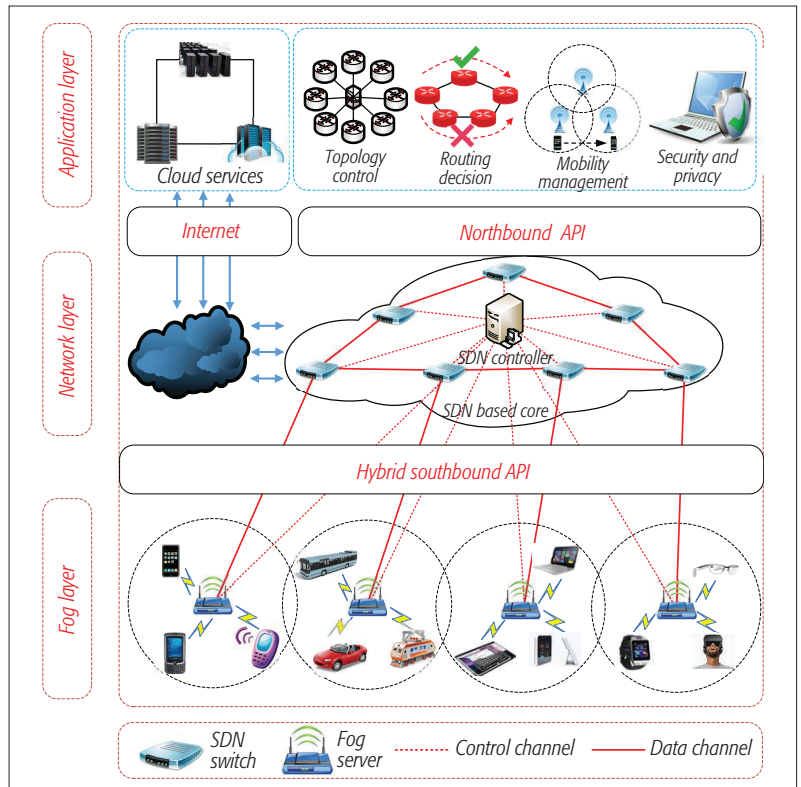 Application layer
Cloud services
Topology
control
Routing
decision
Mobility
management
Security and
privacy
Internet
Northbound API
Network layer
SDN controller
SDN based core
Hybrid southbound API
Fog layer
SDN
switch
Fog
server
Control channel
Data channel